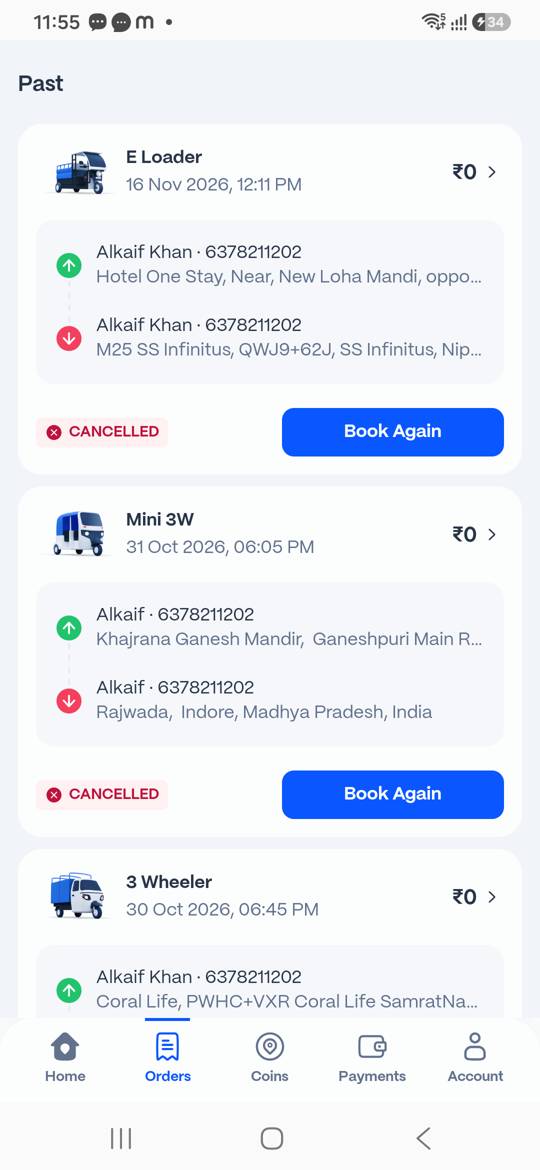 11:55
5
34
Past
E Loader
16 Nov 2026, 12:11 PM
₹0
Alkaif Khan · 6378211202
Hotel One Stay, Near, New Loha Mandi, oppo...
Alkaif Khan · 6378211202
M25 SS Infinitus, QWJ9+62J, SS Infinitus, Nip...
CANCELLED
Book Again
Mini 3W
31 Oct 2026, 06:05 PM
₹0
Alkaif · 6378211202
Khajrana Ganesh Mandir,  Ganeshpuri Main R...
Alkaif · 6378211202
Rajwada,  Indore, Madhya Pradesh, India
CANCELLED
Book Again
3 Wheeler
30 Oct 2026, 06:45 PM
₹0
Alkaif Khan · 6378211202
Coral Life, PWHC+VXR Coral Life SamratNa...
Home
Orders
Coins
Payments
Account